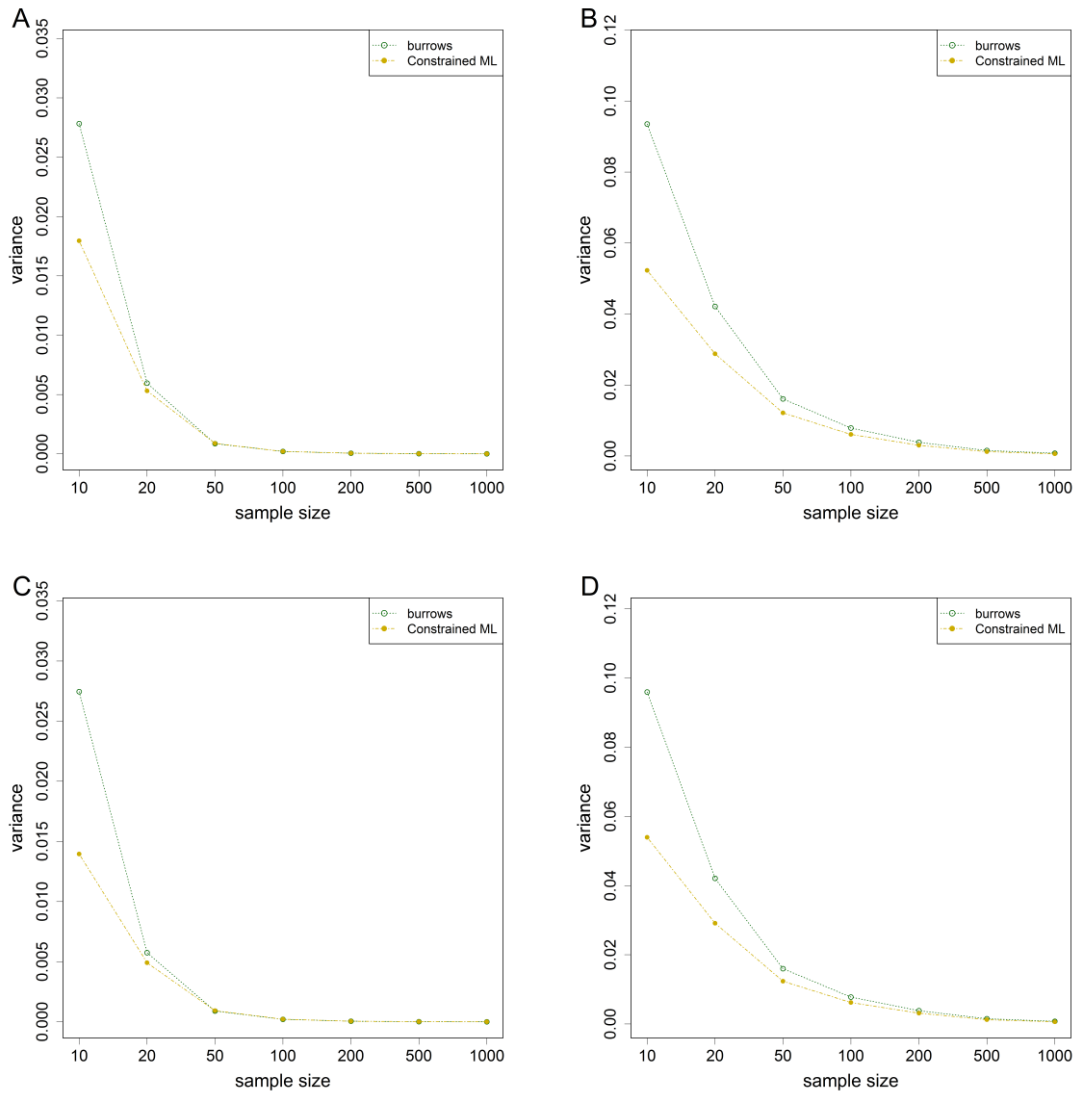 A
burrows
Constrained ML
variance
0.035
0.030
0.025
0.020
0.015
0.010
0.005
0.000
10 20 50 100 200 500 1000
sample size
B
burrows
Constrained ML
variance
0.12
0.10
0.08
0.06
0.04
0.02
0.00
10 20 50 100 200 500 1000
sample size
C
burrows
Constrained ML
variance
0.035
0.030
0.025
0.020
0.015
0.010
0.005
0.000
10 20 50 100 200 500 1000
sample size
D
burrows
Constrained ML
variance
0.12
0.10
0.08
0.06
0.04
0.02
0.00
10 20 50 100 200 500 1000
sample size